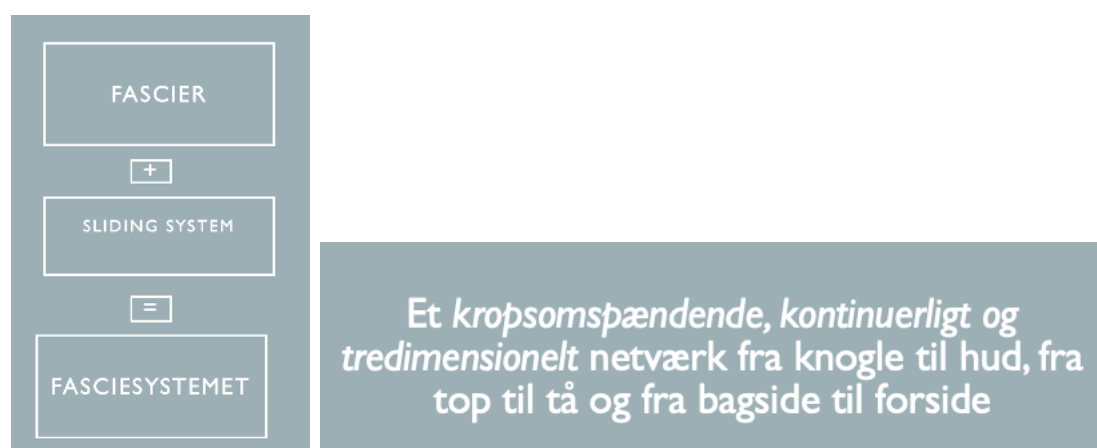 FASCIER
+
SLIDING SYSTEM
=
FASCIESYSTEMET
Et kropsomspændende, kontinuerligt og
tredimensionelt netværk fra knogle til hud, fra
top til tå og fra bagside til forside